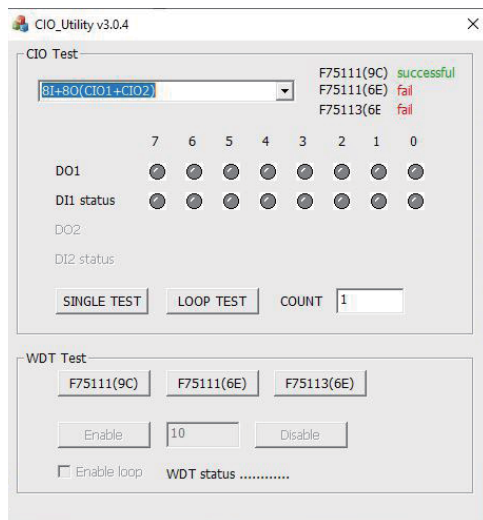 CIO_Utility v3.0.4
CIO Test
8I+8O(CIO1+CIO2)
F75111(9C) successful
F75111(6E) fail
F75113(6E fail
7 6 5 4 3 2 1 0
DO1
DI1 status
DO2
DI2 status
SINGLE TEST LOOP TEST COUNT 1
WDT Test
F75111(9C) F75111(6E) F75113(6E)
Enable 10 Disable
Enable loop WDT status ............